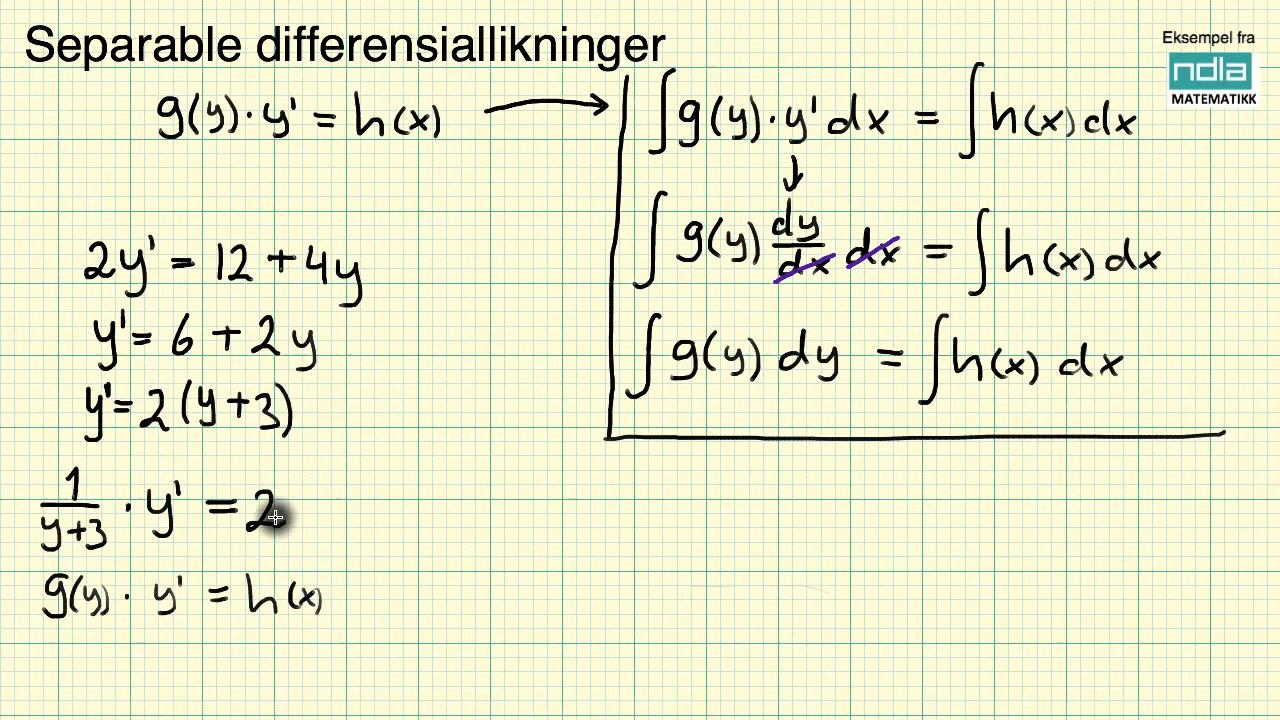 Separable differensiallikninger
Eksempel fra
ndla
MATEMATIKK
g(y) · y' = h(x)
∫ g(y) · y' dx = ∫ h(x) dx
∫ g(y) dy/dx dx = ∫ h(x) dx
∫ g(y) dy = ∫ h(x) dx
2y' = 12 + 4y
y' = 6 + 2y
y' = 2(y+3)
1/(y+3) · y' = 2
g(y) · y' = h(x)